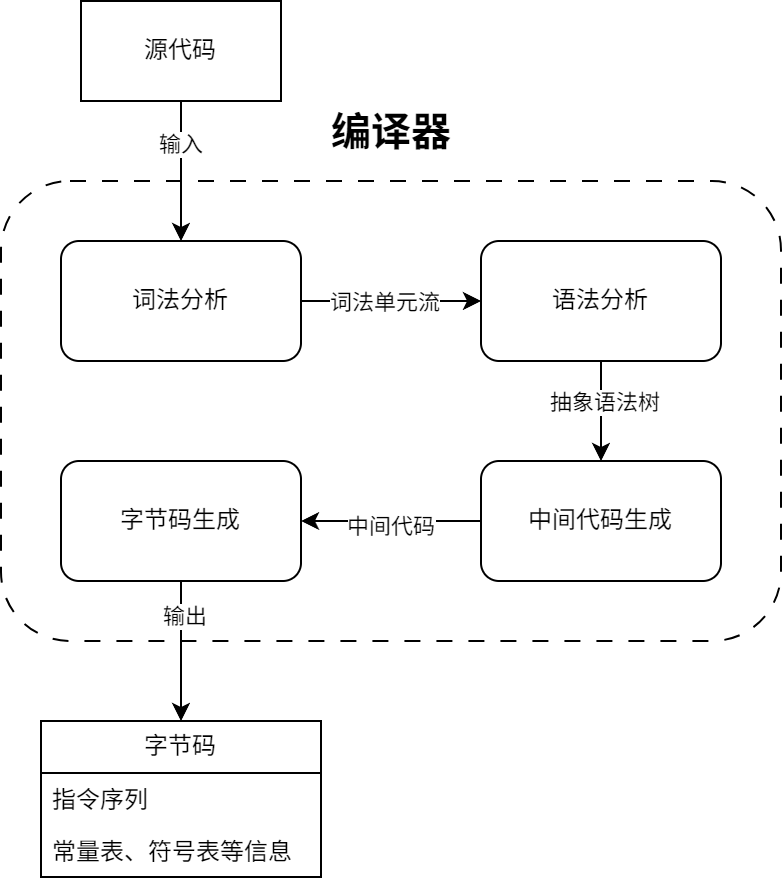 源代码
输入
编译器
词法分析
词法单元流
语法分析
抽象语法树
中间代码生成
中间代码
字节码生成
输出
字节码
指令序列
常量表、符号表等信息